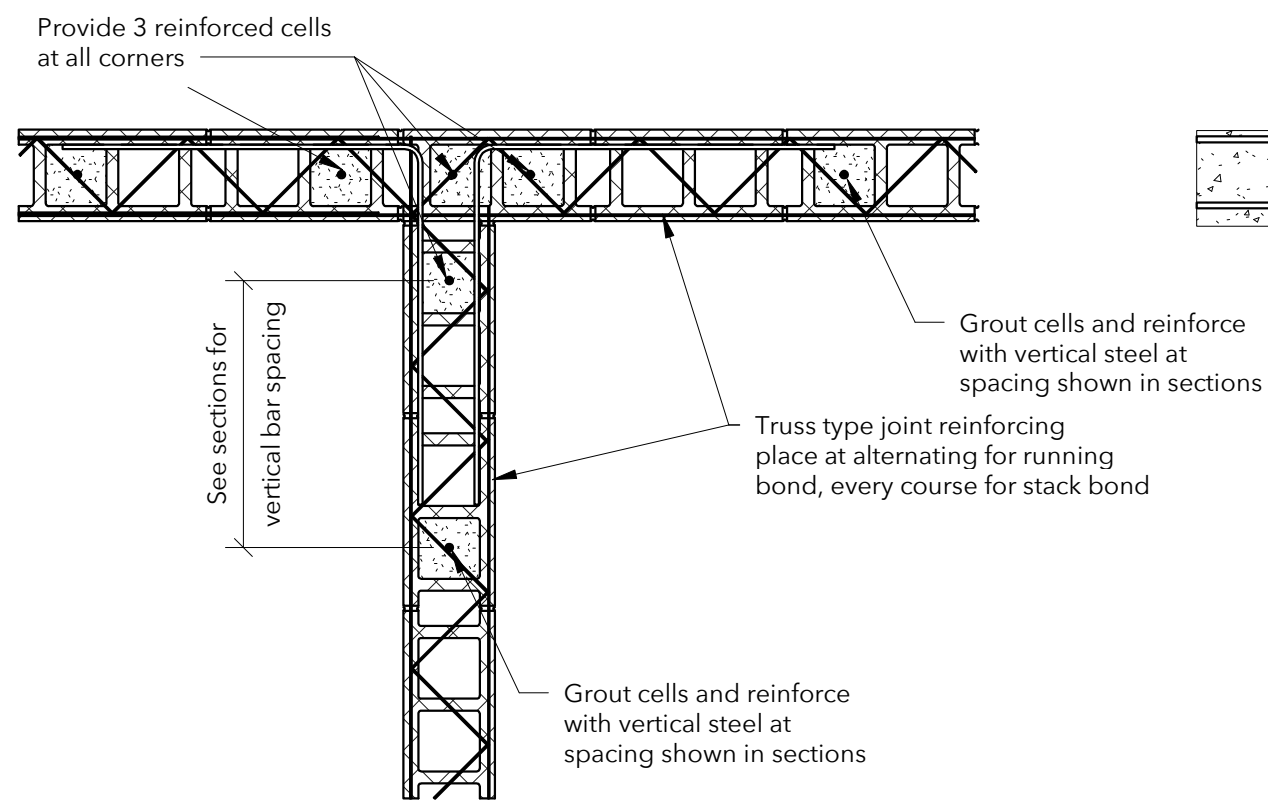 Provide 3 reinforced cells
at all corners
See sections for
vertical bar spacing
Grout cells and reinforce
with vertical steel at
spacing shown in sections
Truss type joint reinforcing
place at alternating for running
bond, every course for stack bond
Grout cells and reinforce
with vertical steel at
spacing shown in sections